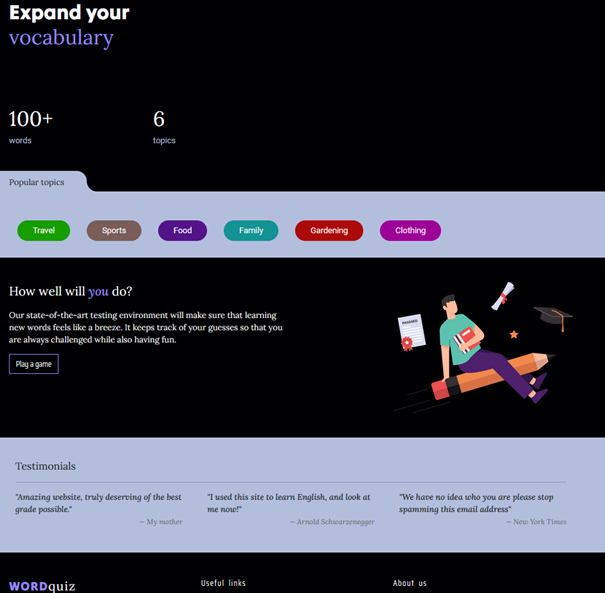 Expand your
vocabulary
100+
6
words
topics
Popular topics
Travel
Sports
Food
Family
Gardening
Clothing
How well will you do?
Our state-of-the-art testing environment will make sure that learning
new words feels like a breeze. It keeps track of your guesses so that you
are always challenged while also having fun.
Play a game
Testimonials
"Amazing website, truly deserving of the best
grade possible."
— My mother
"I used this site to learn English, and look at
me now!"
— Arnold Schwarzenegger
"We have no idea who you are please stop
spamming this email address"
— New York Times
WORDquiz
Useful links
About us